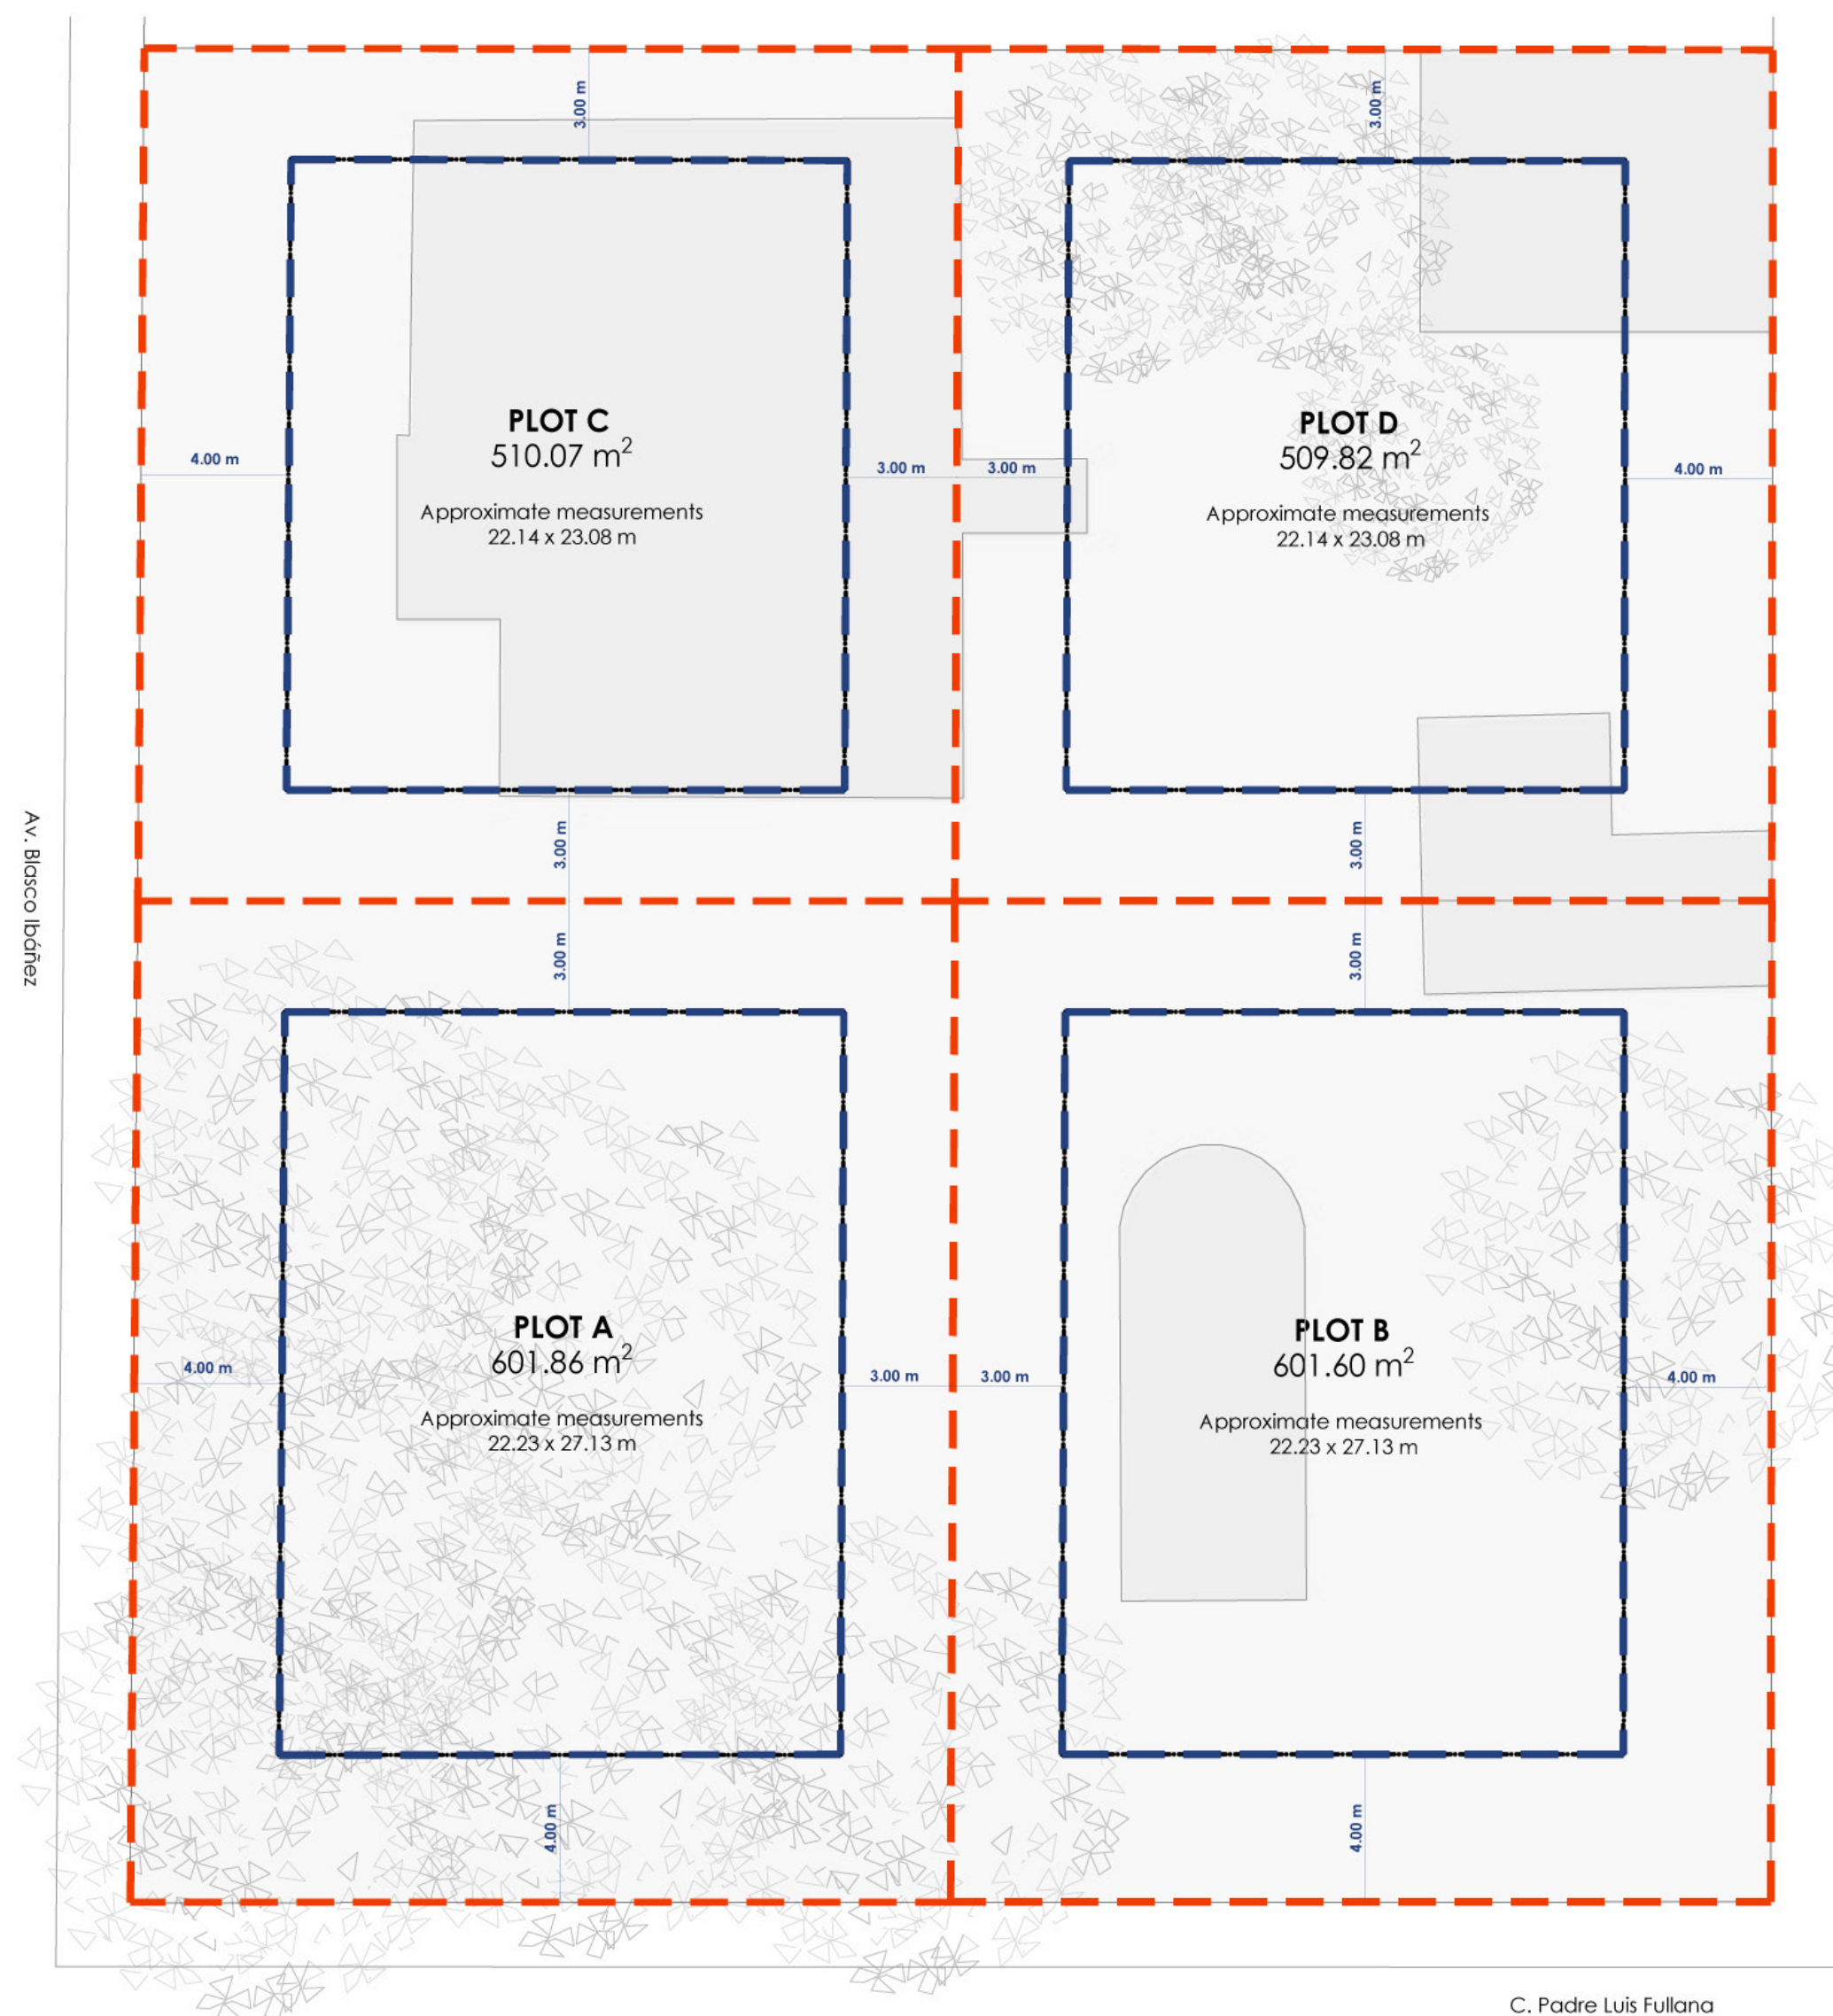 3.00 m
3.00 m
PLOT C
510.07 m²
Approximate measurements
22.14 x 23.08 m
4.00 m
3.00 m
3.00 m
PLOT D
509.82 m²
Approximate measurements
22.14 x 23.08 m
4.00 m
3.00 m
3.00 m
Av. Blasco Ibáñez
3.00 m
3.00 m
PLOT A
601.86 m²
Approximate measurements
22.23 x 27.13 m
4.00 m
3.00 m
3.00 m
PLOT B
601.60 m²
Approximate measurements
22.23 x 27.13 m
4.00 m
4.00 m
4.00 m
C. Padre Luis Fullana